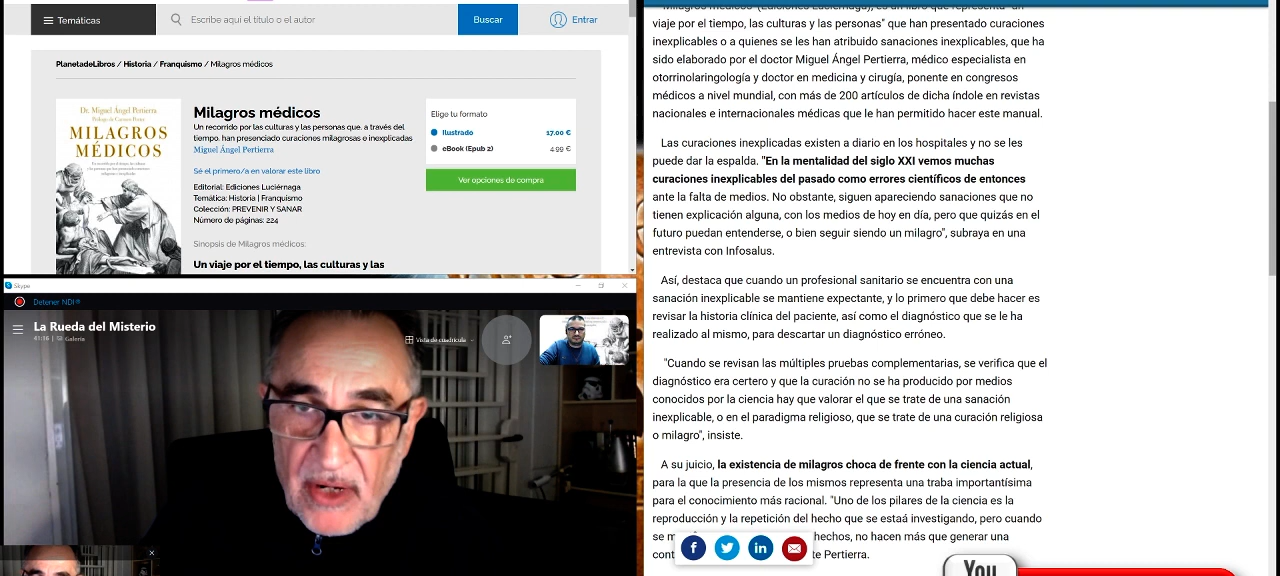 Temáticas
Escribe aquí el título o el autor
Buscar
Entrar
PlanetadeLibros / Historia / Franquismo / Milagros médicos
Dr. Miguel Ángel Pertierra
MILAGROS
MÉDICOS
Milagros médicos
Un recorrido por las culturas y las personas que, a través del
tiempo, han presenciado curaciones milagrosas e inexplicadas
Miguel Ángel Pertierra
Sé el primero/a en valorar este libro
Editorial: Ediciones Luciérnaga
Temática: Historia | Franquismo
Colección: PREVENIR Y SANAR
Número de páginas: 224
Sinopsis de Milagros médicos:
Un viaje por el tiempo, las culturas y las
Elige tu formato
Ilustrado 17.00 €
eBook (Epub 2) 4,99 €
Ver opciones de compra
Skype
Detener NDI®
La Rueda del Misterio
41:16 | Galería
Vista de cuadrícula
viaje por el tiempo, las culturas y las personas" que han presentado curaciones
inexplicables o a quienes se les han atribuido sanaciones inexplicables, que ha
sido elaborado por el doctor Miguel Ángel Pertierra, médico especialista en
otorrinolaringología y doctor en medicina y cirugía, ponente en congresos
médicos a nivel mundial, con más de 200 artículos de dicha índole en revistas
nacionales e internacionales médicas que le han permitido hacer este manual.
Las curaciones inexplicadas existen a diario en los hospitales y no se les
puede dar la espalda. "En la mentalidad del siglo XXI vemos muchas
curaciones inexplicables del pasado como errores científicos de entonces
ante la falta de medios. No obstante, siguen apareciendo sanaciones que no
tienen explicación alguna, con los medios de hoy en día, pero que quizás en el
futuro puedan entenderse, o bien seguir siendo un milagro", subraya en una
entrevista con Infosalus.
Así, destaca que cuando un profesional sanitario se encuentra con una
sanación inexplicable se mantiene expectante, y lo primero que debe hacer es
revisar la historia clínica del paciente, así como el diagnóstico que se le ha
realizado al mismo, para descartar un diagnóstico erróneo.
"Cuando se revisan las múltiples pruebas complementarias, se verifica que el
diagnóstico era certero y que la curación no se ha producido por medios
conocidos por la ciencia hay que valorar el que se trate de una sanación
inexplicable, o en el paradigma religioso, que se trate de una curación religiosa
o milagro", insiste.
A su juicio, la existencia de milagros choca de frente con la ciencia actual,
para la que la presencia de los mismos representa una traba importantísima
para el conocimiento más racional. "Uno de los pilares de la ciencia es la
reproducción y la repetición del hecho que se estaá investigando, pero cuando
se hechos, no hacen más que generar una
te Pertierra.
You